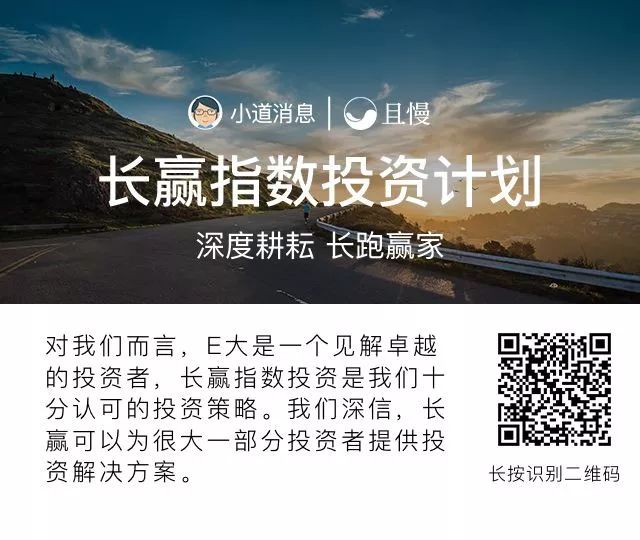 小道消息 | 且慢
长赢指数投资计划
深度耕耘 长跑赢家
对我们而言，E大是一个见解卓越
的投资者，长赢指数投资是我们十
分认可的投资策略。我们深信，长
赢可以为很大一部分投资者提供投
资解决方案。
长按识别二维码